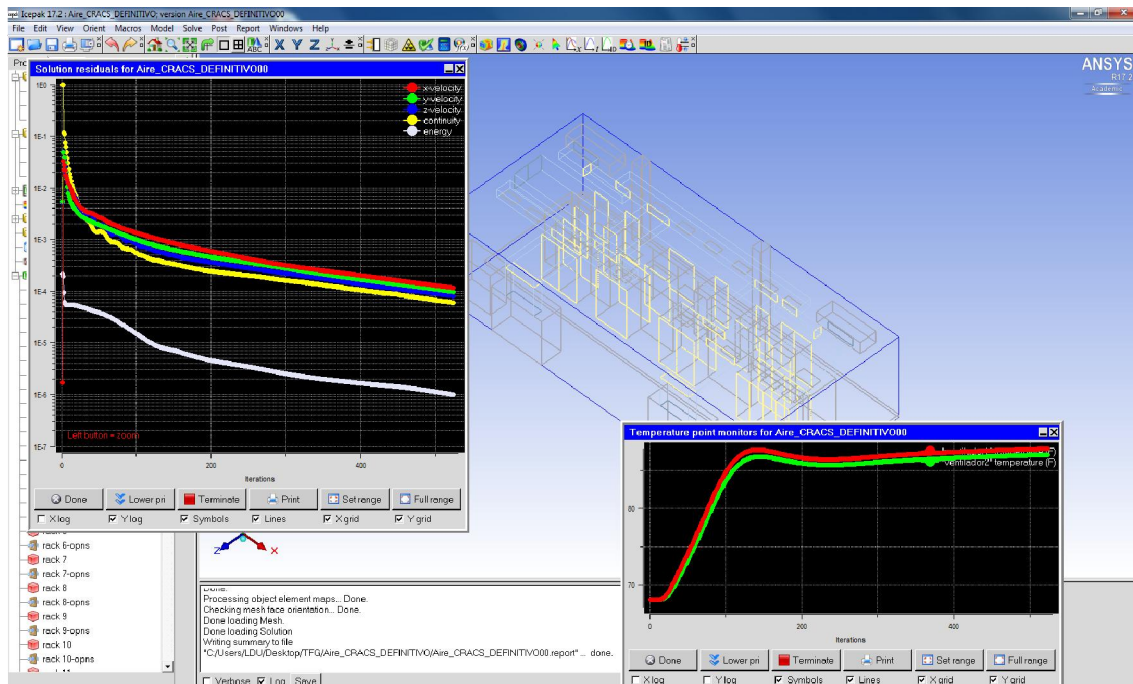 Icepak 17.2 : Aire_CRACS_DEFINITIVO; version Aire_CRACS_DEFINITIVO00
File Edit View Orient Macros Model Solve Post Report Windows Help
X Y Z
ABC
ANSYS
R17.2
Academic
Solution residuals for Aire_CRACS_DEFINITIVO00
x-velocity
y-velocity
z-velocity
continuity
energy
1E0
1E-1
1E-2
1E-3
1E-4
1E-5
1E-6
1E-7
Left button = zoom
0 200 400
Iterations
Done Lower pri Terminate Print Set range Full range
X log Y log Symbols Lines X grid Y grid
rack 6-opns
rack 7
rack 7-opns
rack 8
rack 8-opns
rack 9
rack 9-opns
rack 10
rack 10-opns
Z X
Done.
Processing object element maps... Done.
Checking mesh face orientation... Done.
Done loading Mesh.
Done loading Solution
Writing summary to file
"C:/Users/LDU/Desktop/TFG/Aire_CRACS_DEFINITIVO/Aire_CRACS_DEFINITIVO00.report" ... done.
Verbose Log Save
Temperature point monitors for Aire_CRACS_DEFINITIVO00
ventilador2" temperature (F)
80
70
0 200 400
Iterations
Done Lower pri Terminate Print Set range Full range
X log Y log Symbols Lines X grid Y grid